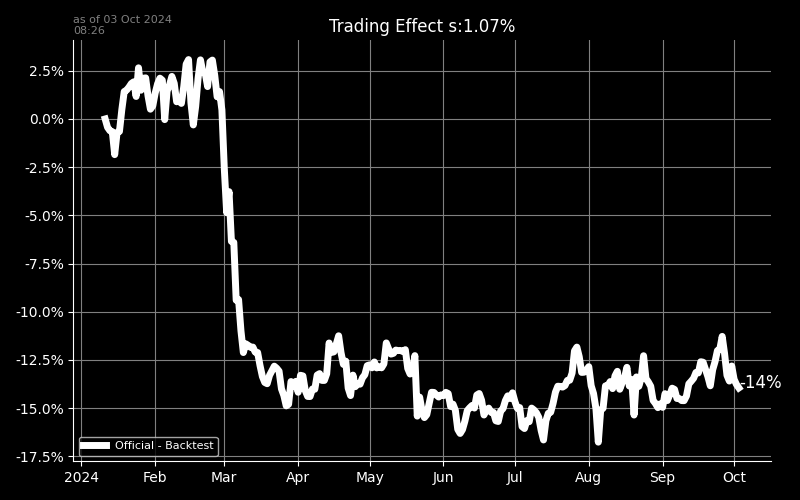 as of 03 Oct 2024
08:26
Trading Effect s:1.07%
2.5%
0.0%
-2.5%
-5.0%
-7.5%
-10.0%
-12.5%
-15.0%
-17.5%
-14%
Official - Backtest
2024 Feb Mar Apr May Jun Jul Aug Sep Oct